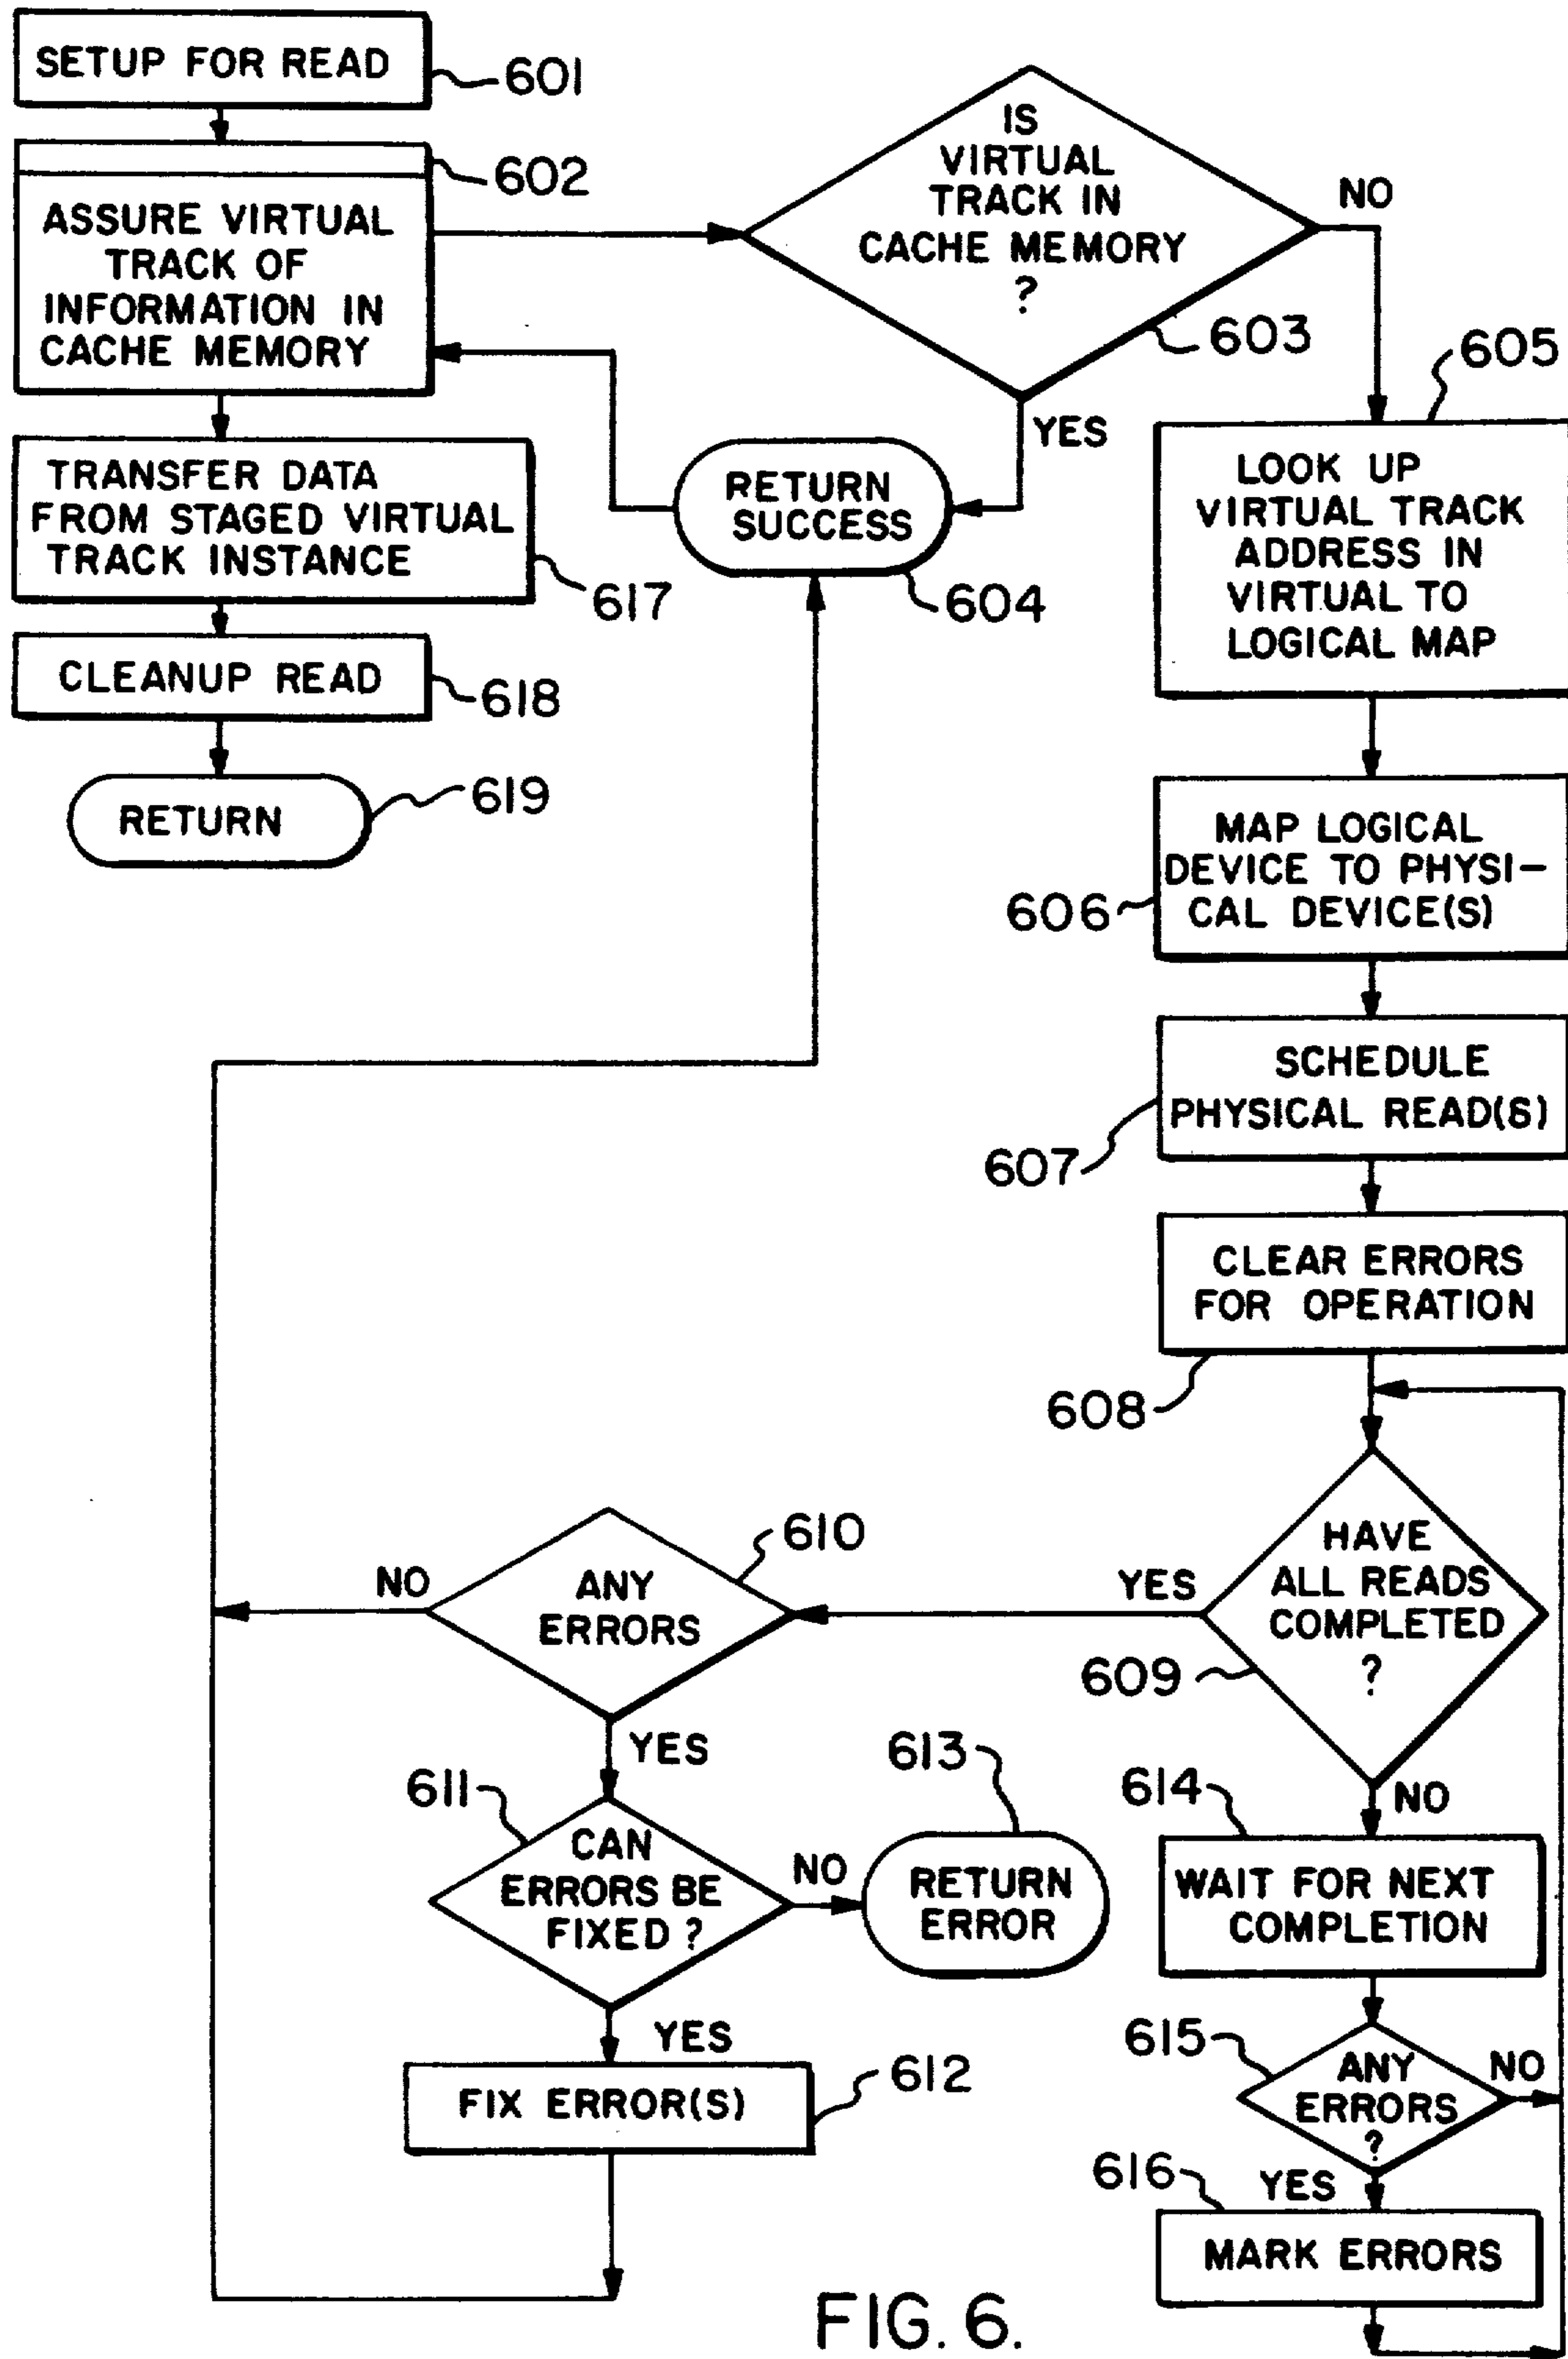 SETUP FOR READ
601
602
ASSURE VIRTUAL
TRACK OF
INFORMATION IN
CACHE MEMORY
TRANSFER DATA
FROM STAGED VIRTUAL
TRACK INSTANCE
617
CLEANUP READ
618
RETURN
619
IS
VIRTUAL
TRACK IN
CACHE MEMORY
?
603
NO
YES
RETURN
SUCCESS
604
605
LOOK UP
VIRTUAL TRACK
ADDRESS IN
VIRTUAL TO
LOGICAL MAP
MAP LOGICAL
DEVICE TO PHYSI-
CAL DEVICE(S)
606
SCHEDULE
PHYSICAL READ(S)
607
CLEAR ERRORS
FOR OPERATION
608
HAVE
ALL READS
COMPLETED
?
609
YES
NO
610
ANY
ERRORS
NO
YES
611
CAN
ERRORS BE
FIXED ?
NO
613
RETURN
ERROR
YES
FIX ERROR(S)
612
614
WAIT FOR NEXT
COMPLETION
615
ANY
ERRORS
?
NO
YES
616
MARK ERRORS
FIG. 6.